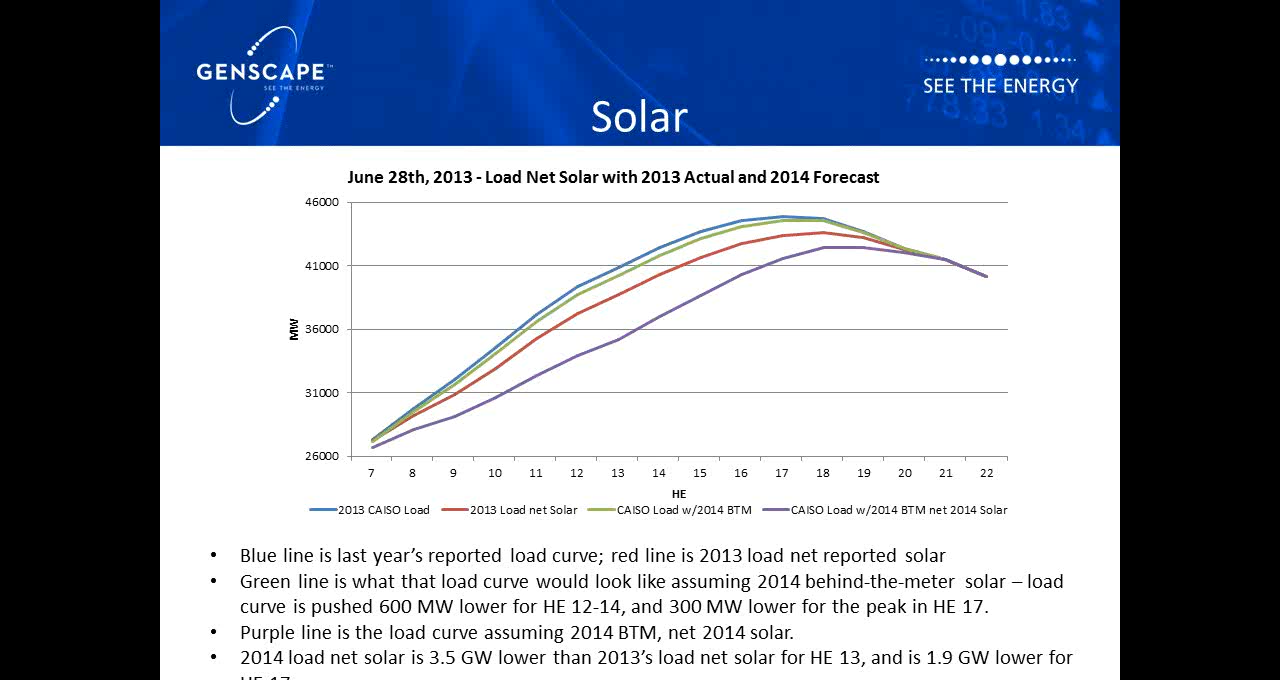 GENSCAPE™
SEE THE ENERGY
SEE THE ENERGY
Solar
June 28th, 2013 - Load Net Solar with 2013 Actual and 2014 Forecast
46000
41000
36000
31000
26000
MW
7 8 9 10 11 12 13 14 15 16 17 18 19 20 21 22
HE
2013 CAISO Load 2013 Load net Solar CAISO Load w/2014 BTM CAISO Load w/2014 BTM net 2014 Solar
• Blue line is last year’s reported load curve; red line is 2013 load net reported solar
• Green line is what that load curve would look like assuming 2014 behind-the-meter solar – load
curve is pushed 600 MW lower for HE 12-14, and 300 MW lower for the peak in HE 17.
• Purple line is the load curve assuming 2014 BTM, net 2014 solar.
• 2014 load net solar is 3.5 GW lower than 2013’s load net solar for HE 13, and is 1.9 GW lower for